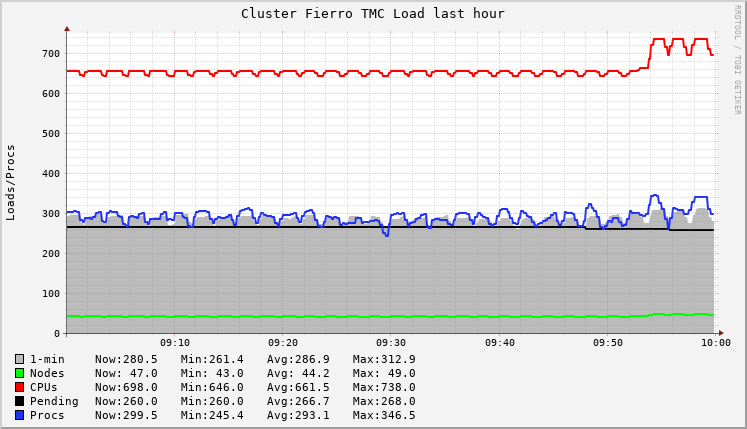 Cluster Fierro TMC Load last hour
RRDTOOL / TOBI OETIKER
Loads/Procs
700
600
500
400
300
200
100
0
09:10 09:20 09:30 09:40 09:50 10:00
1-min Now:280.5 Min:261.4 Avg:286.9 Max:312.9
Nodes Now: 47.0 Min: 43.0 Avg: 44.2 Max: 49.0
CPUs Now:698.0 Min:646.0 Avg:661.5 Max:738.0
Pending Now:260.0 Min:260.0 Avg:266.7 Max:268.0
Procs Now:299.5 Min:245.4 Avg:293.1 Max:346.5